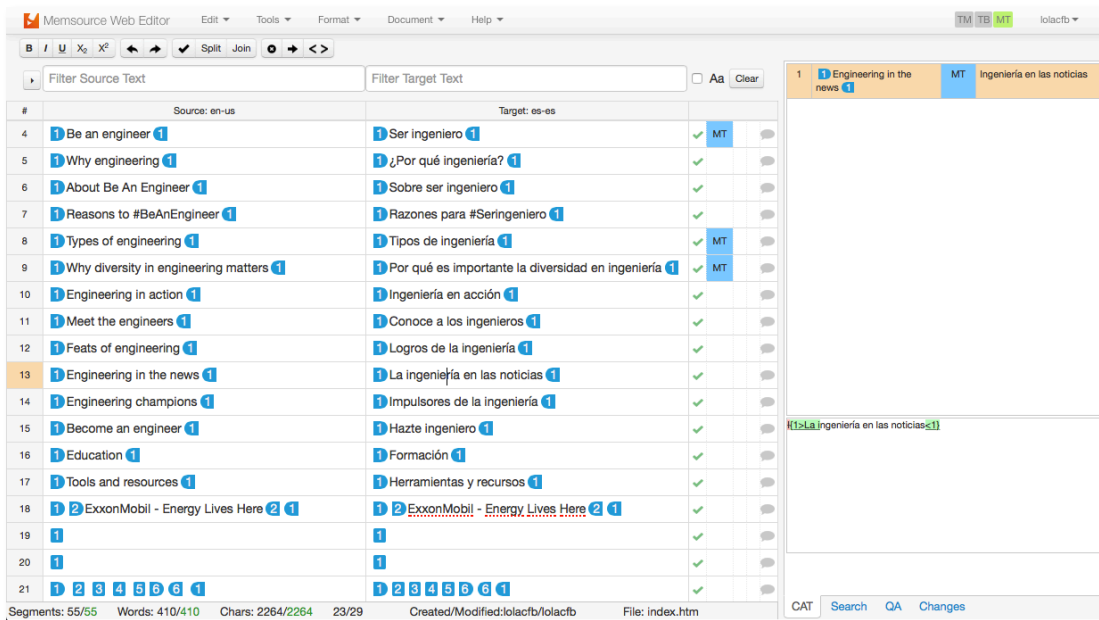 Memsource Web Editor Edit Tools Format Document Help TM TB MT lolacfb
B I U X₂ X² Split Join < >
Filter Source Text Filter Target Text Aa Clear
# Source: en-us Target: es-es
4 1 Be an engineer 1 1 Ser ingeniero 1 MT
5 1 Why engineering 1 1 ¿Por qué ingeniería? 1
6 1 About Be An Engineer 1 1 Sobre ser ingeniero 1
7 1 Reasons to #BeAnEngineer 1 1 Razones para #Seringeniero 1
8 1 Types of engineering 1 1 Tipos de ingeniería 1 MT
9 1 Why diversity in engineering matters 1 1 Por qué es importante la diversidad en ingeniería 1 MT
10 1 Engineering in action 1 1 Ingeniería en acción 1
11 1 Meet the engineers 1 1 Conoce a los ingenieros 1
12 1 Feats of engineering 1 1 Logros de la ingeniería 1
13 1 Engineering in the news 1 1 La ingeniería en las noticias 1
14 1 Engineering champions 1 1 Impulsores de la ingeniería 1
15 1 Become an engineer 1 1 Hazte ingeniero 1
16 1 Education 1 1 Formación 1
17 1 Tools and resources 1 1 Herramientas y recursos 1
18 1 2 ExxonMobil - Energy Lives Here 2 1 1 2 ExxonMobil - Energy Lives Here 2 1
19 1 1
20 1 1
21 1 2 3 4 5 6 6 1 1 2 3 4 5 6 6 1
Segments: 55/55 Words: 410/410 Chars: 2264/2264 23/29 Created/Modified:lolacfb/lolacfb File: index.htm
1 1 Engineering in the MT Ingeniería en las noticias
news 1
{1>La ingeniería en las noticias<1}
CAT Search QA Changes